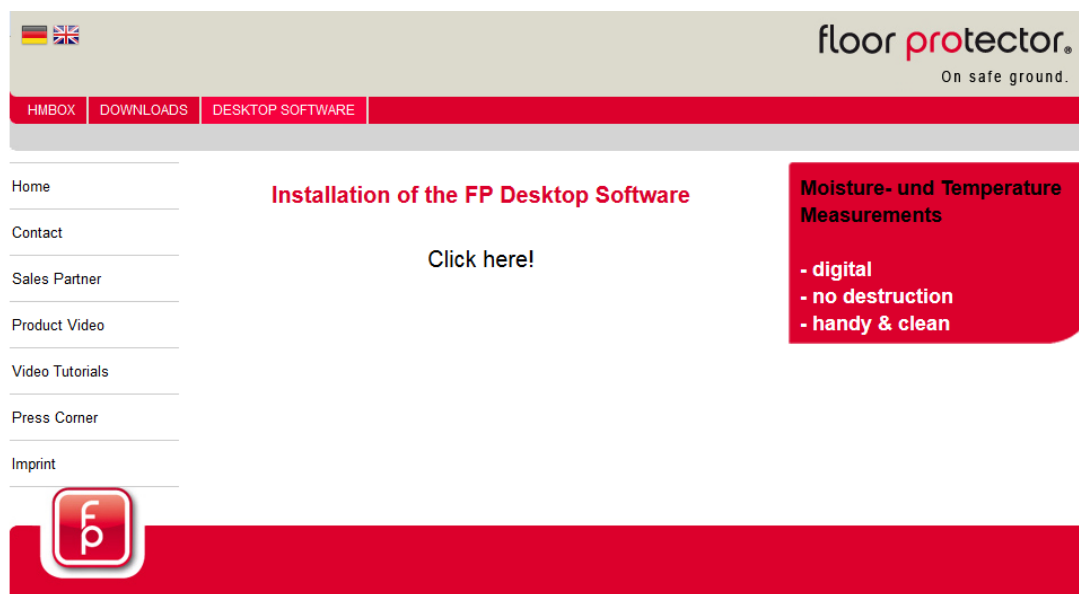 floor protector®
On safe ground.
HMBOX DOWNLOADS DESKTOP SOFTWARE
Home
Contact
Sales Partner
Product Video
Video Tutorials
Press Corner
Imprint
Installation of the FP Desktop Software
Click here!
Moisture- und Temperature
Measurements
- digital
- no destruction
- handy & clean
fp